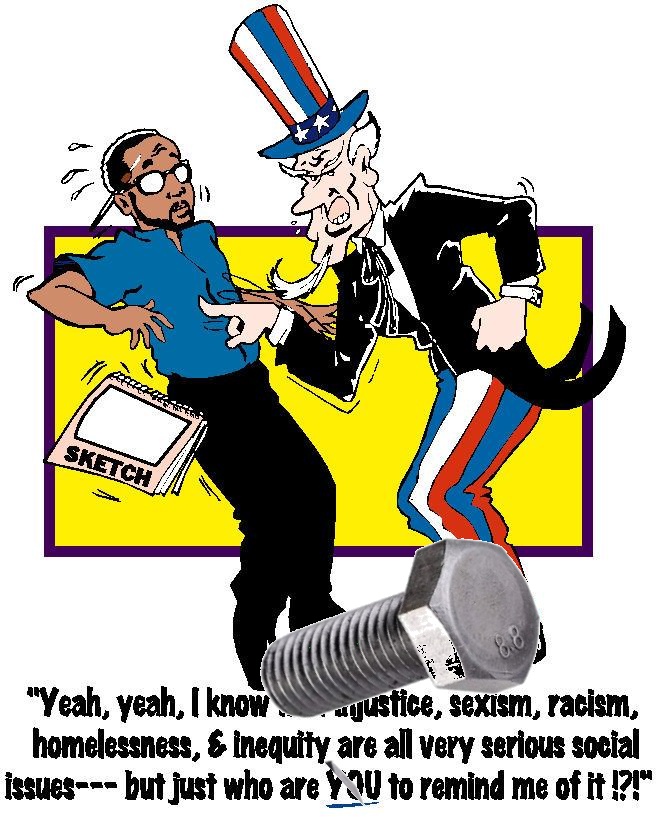 SKETCH
8.8
"Yeah, yeah, I know injustice, sexism, racism,
homelessness, & inequity are all very serious social
issues--- but just who are YOU to remind me of it !?!"